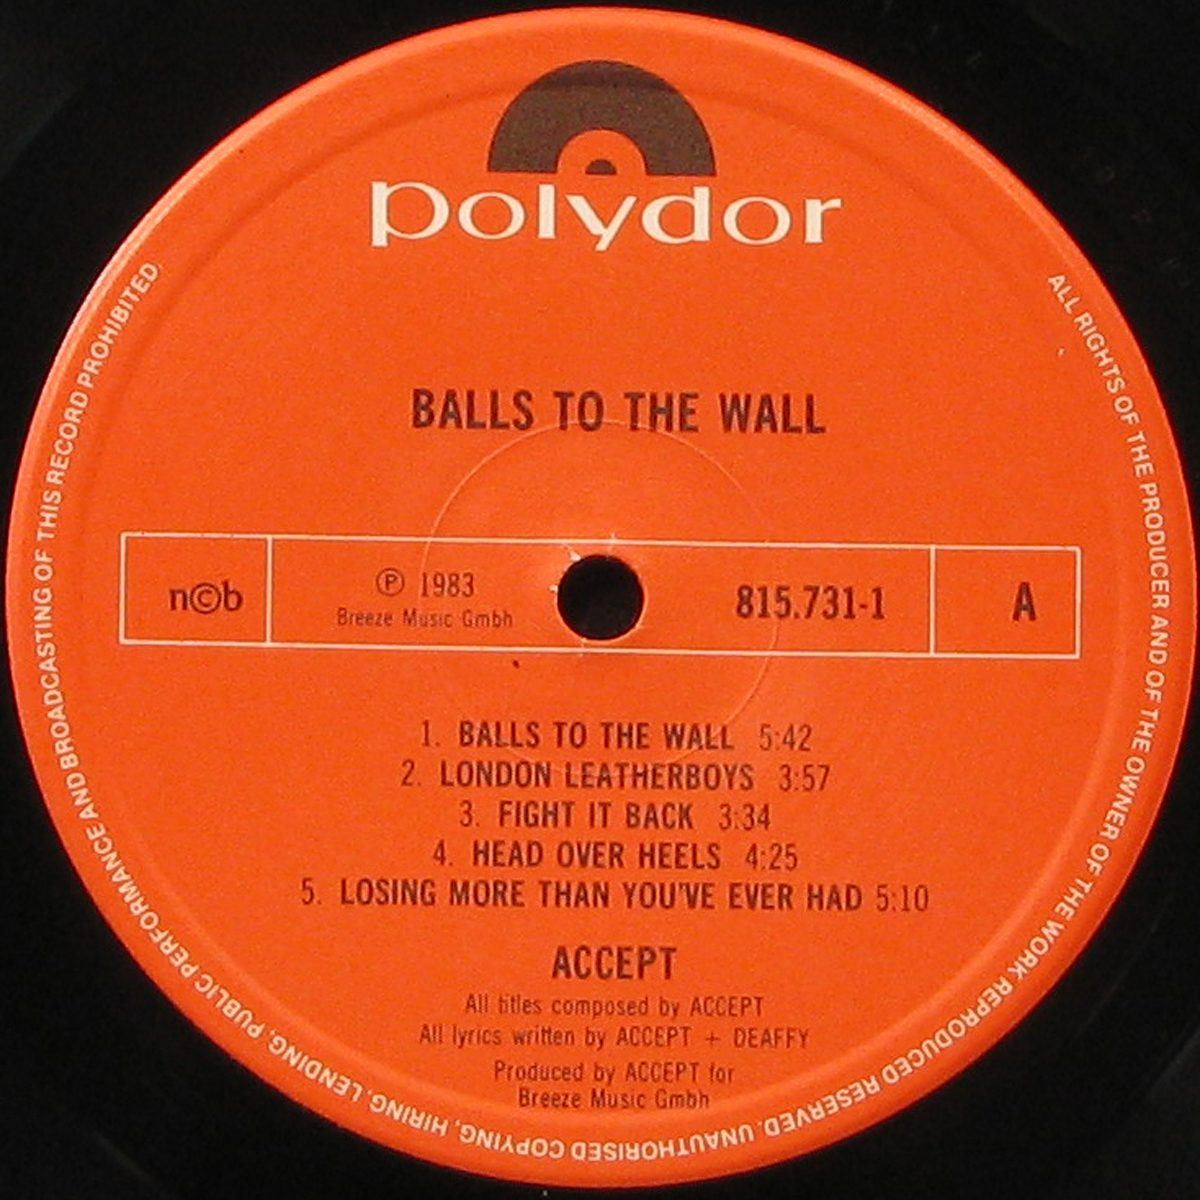 polydor
BALLS TO THE WALL
n©b
℗ 1983
Breeze Music Gmbh
815.731-1
A
1. BALLS TO THE WALL 5:42
2. LONDON LEATHERBOYS 3:57
3. FIGHT IT BACK 3:34
4. HEAD OVER HEELS 4:25
5. LOSING MORE THAN YOU'VE EVER HAD 5:10
ACCEPT
All titles composed by ACCEPT
All lyrics written by ACCEPT + DEAFFY
Produced by ACCEPT for
Breeze Music Gmbh
ALL RIGHTS OF THE PRODUCER AND OF THE OWNER OF THE WORK REPRODUCED RESERVED. UNAUTHORISED COPYING, HIRING, LENDING, PUBLIC PERFORMANCE AND BROADCASTING OF THIS RECORD PROHIBITED